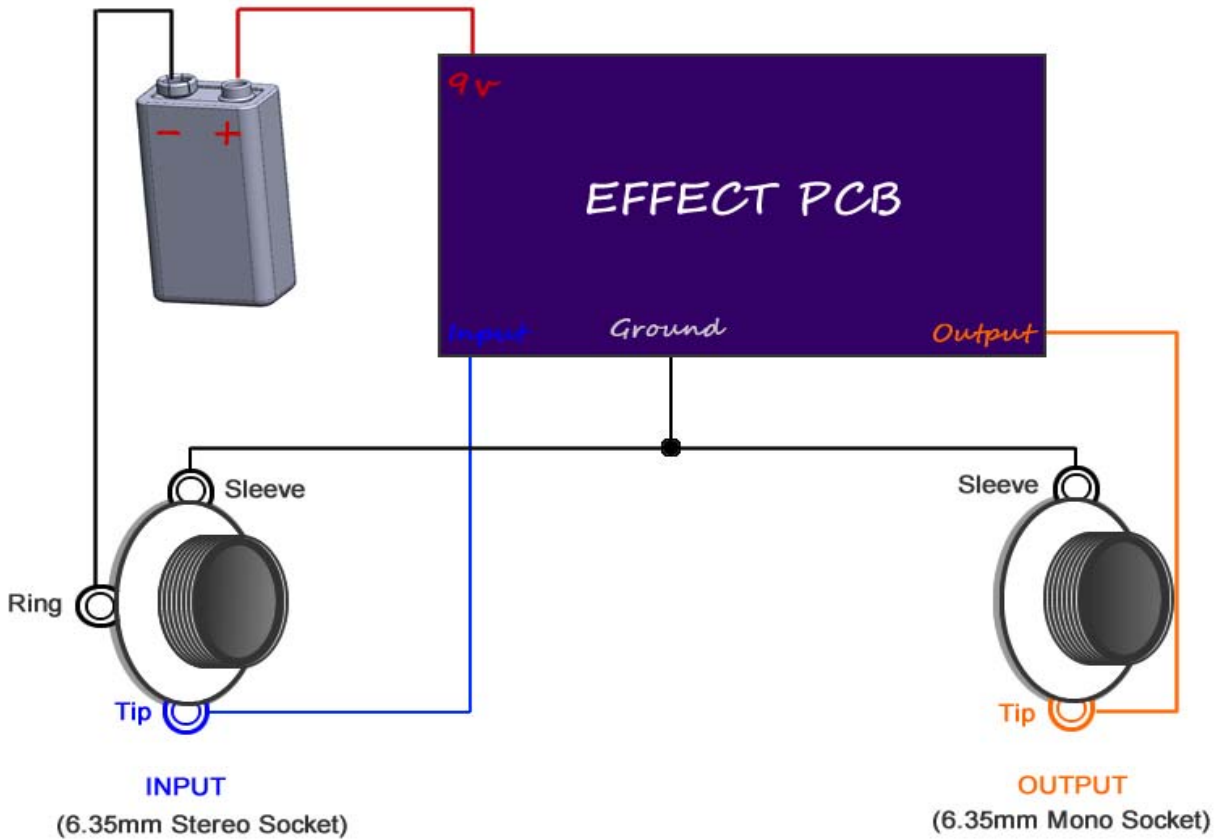 - +
9v
EFFECT PCB
Input
Ground
Output
Sleeve
Sleeve
Ring
Tip
Tip
INPUT
(6.35mm Stereo Socket)
OUTPUT
(6.35mm Mono Socket)